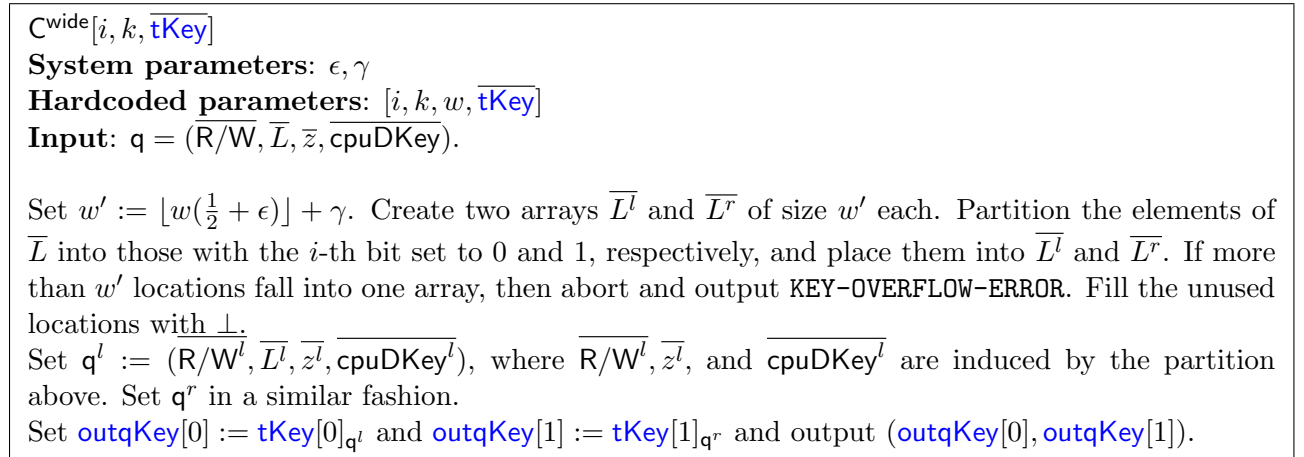 C^wide[i, k, \overline{tKey}]
System parameters: ϵ, γ
Hardcoded parameters: [i, k, w, \overline{tKey}]
Input: q = (\overline{R/W}, \overline{L}, \overline{z}, \overline{cpuDKey}).
Set w′ := ⌊w(\frac{1}{2} + ϵ)⌋ + γ. Create two arrays \overline{L^l} and \overline{L^r} of size w′ each. Partition the elements of
\overline{L} into those with the i-th bit set to 0 and 1, respectively, and place them into \overline{L^l} and \overline{L^r}. If more
than w′ locations fall into one array, then abort and output KEY-OVERFLOW-ERROR. Fill the unused
locations with ⊥.
Set q^l := (\overline{R/W^l}, \overline{L^l}, \overline{z^l}, \overline{cpuDKey^l}), where \overline{R/W^l}, \overline{z^l}, and \overline{cpuDKey^l} are induced by the partition
above. Set q^r in a similar fashion.
Set outqKey[0] := tKey[0]_{q^l} and outqKey[1] := tKey[1]_{q^r} and output (outqKey[0], outqKey[1]).